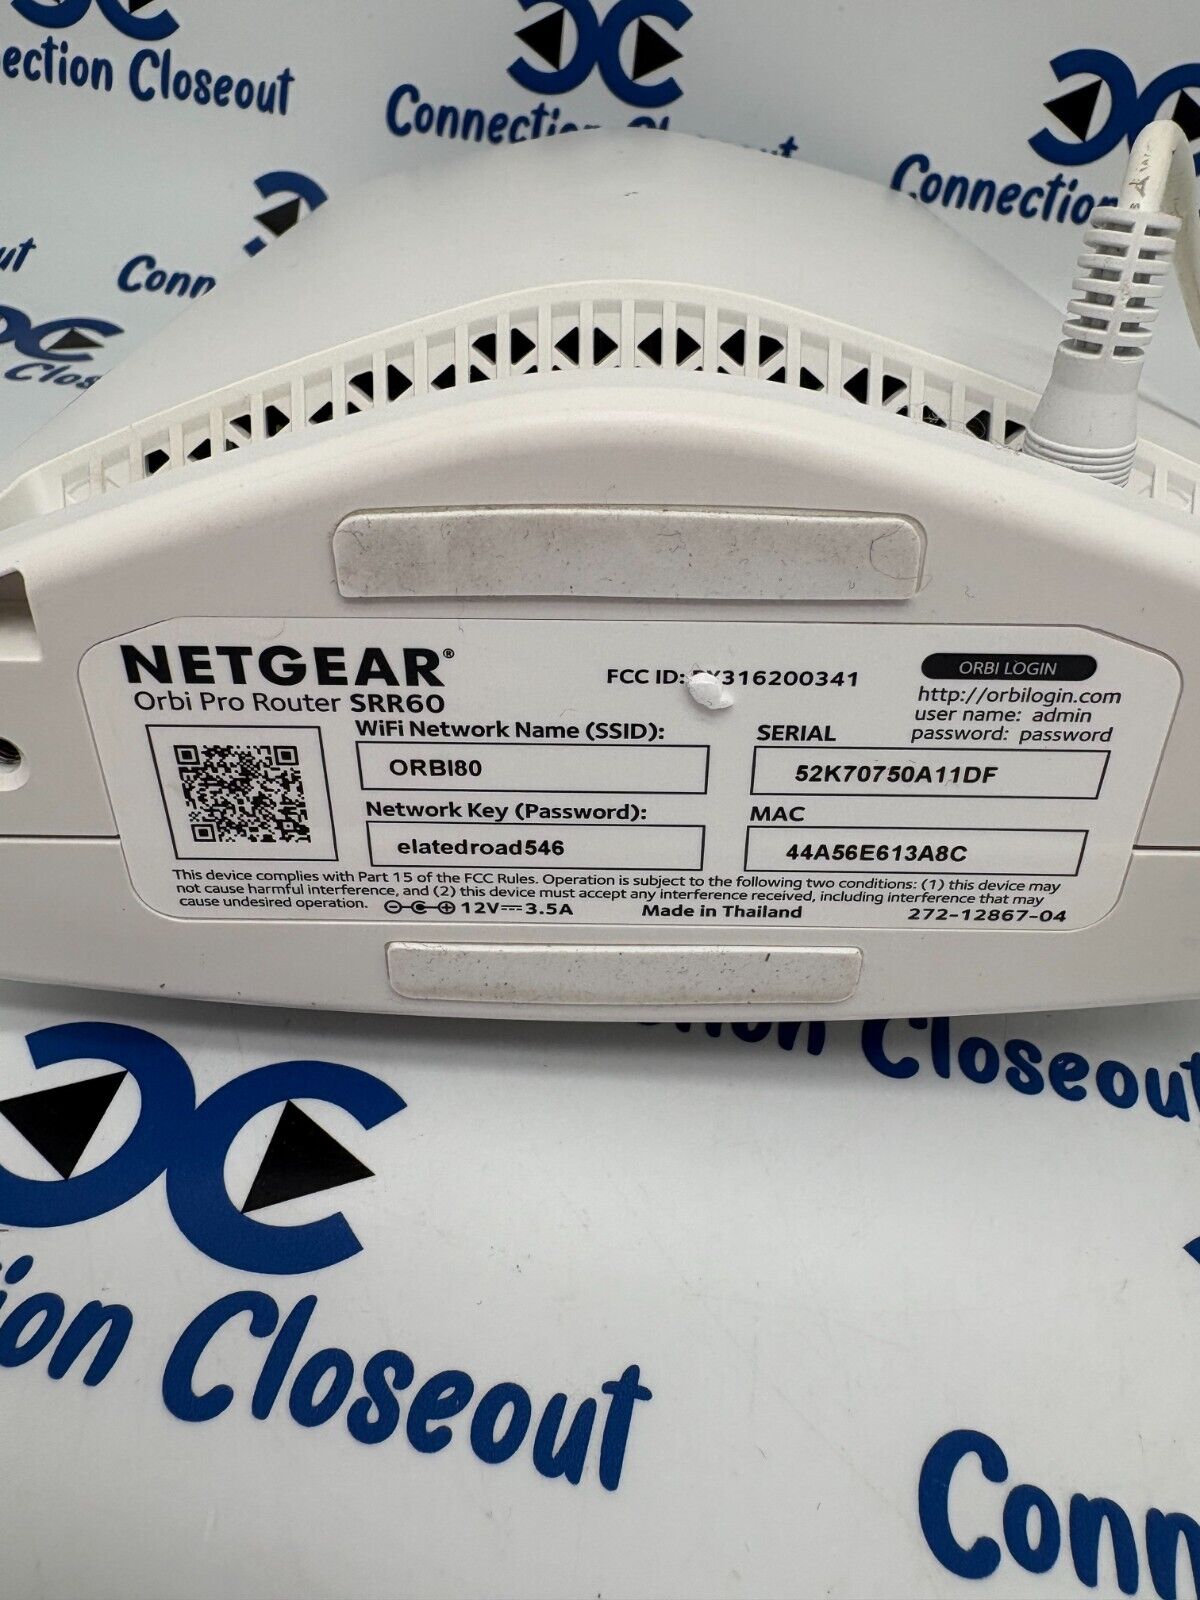 ection Closeout
Connection
Connection
Conn
NETGEAR®
Orbi Pro Router SRR60
FCC ID: 316200341
ORBI LOGIN
http://orbilogin.com
user name: admin
password: password
WiFi Network Name (SSID):
ORBI80
SERIAL
52K70750A11DF
Network Key (Password):
elatedroad546
MAC
44A56E613A8C
This device complies with Part 15 of the FCC Rules. Operation is subject to the following two conditions: (1) this device may
not cause harmful interference, and (2) this device must accept any interference received, including interference that may
cause undesired operation.
12V⎓3.5A
Made in Thailand
272-12867-04
tion Closeout
ion Closeout
Conn